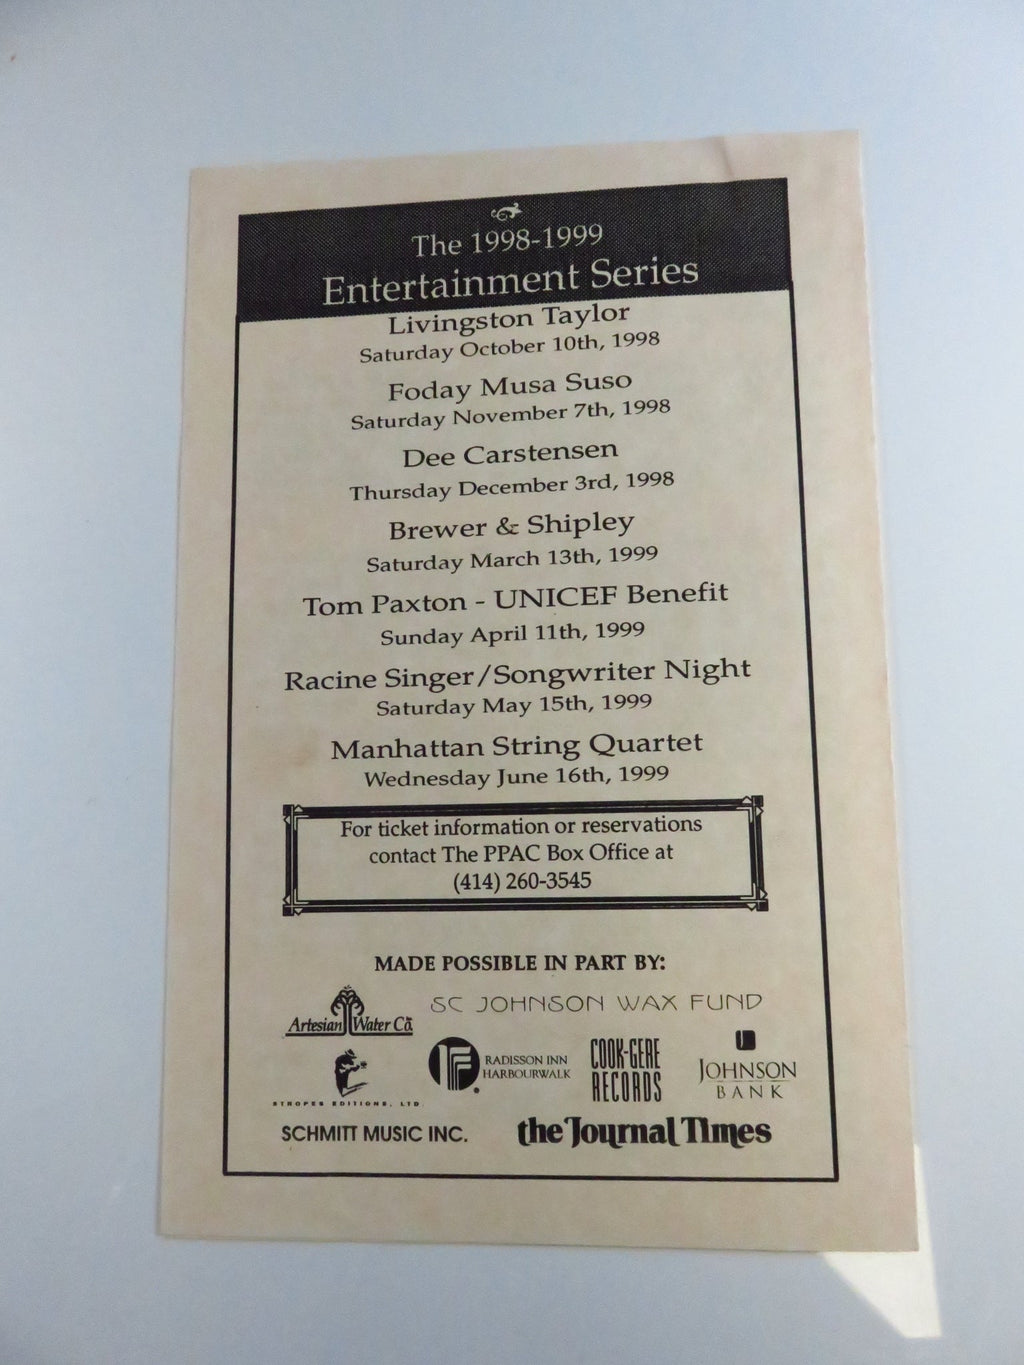 The 1998-1999
Entertainment Series
Livingston Taylor
Saturday October 10th, 1998
Foday Musa Suso
Saturday November 7th, 1998
Dee Carstensen
Thursday December 3rd, 1998
Brewer & Shipley
Saturday March 13th, 1999
Tom Paxton - UNICEF Benefit
Sunday April 11th, 1999
Racine Singer/Songwriter Night
Saturday May 15th, 1999
Manhattan String Quartet
Wednesday June 16th, 1999
For ticket information or reservations
contact The PPAC Box Office at
(414) 260-3545
MADE POSSIBLE IN PART BY:
Artesian Water Co.
SC JOHNSON WAX FUND
RADISSON INN
HARBOURWALK
COOK-GERE
RECORDS
JOHNSON
BANK
STROPES EDITIONS, LTD.
SCHMITT MUSIC INC.
the Journal Times